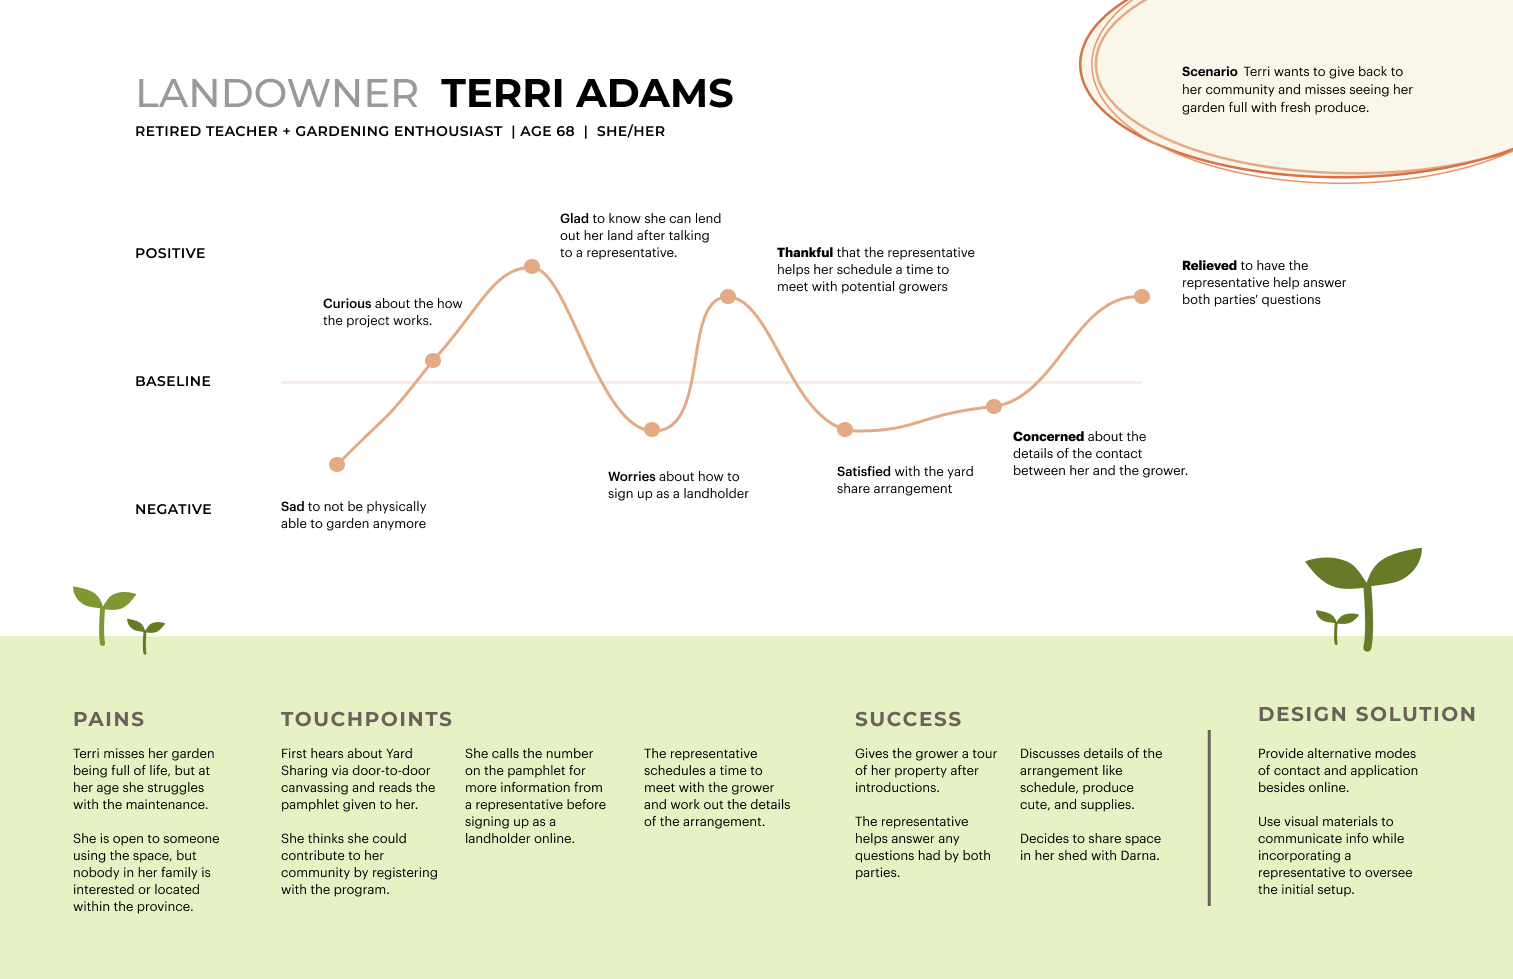 LANDOWNER TERRI ADAMS
RETIRED TEACHER + GARDENING ENTHOUSIAST | AGE 68 | SHE/HER
Scenario Terri wants to give back to
her community and misses seeing her
garden full with fresh produce.
POSITIVE
BASELINE
NEGATIVE
Sad to not be physically
able to garden anymore
Curious about the how
the project works.
Glad to know she can lend
out her land after talking
to a representative.
Worries about how to
sign up as a landholder
Thankful that the representative
helps her schedule a time to
meet with potential growers
Satisfied with the yard
share arrangement
Concerned about the
details of the contact
between her and the grower.
Relieved to have the
representative help answer
both parties' questions
PAINS
Terri misses her garden
being full of life, but at
her age she struggles
with the maintenance.
She is open to someone
using the space, but
nobody in her family is
interested or located
within the province.
TOUCHPOINTS
First hears about Yard
Sharing via door-to-door
canvassing and reads the
pamphlet given to her.
She thinks she could
contribute to her
community by registering
with the program.
She calls the number
on the pamphlet for
more information from
a representative before
signing up as a
landholder online.
The representative
schedules a time to
meet with the grower
and work out the details
of the arrangement.
SUCCESS
Gives the grower a tour
of her property after
introductions.
The representative
helps answer any
questions had by both
parties.
Discusses details of the
arrangement like
schedule, produce
cute, and supplies.
Decides to share space
in her shed with Darna.
DESIGN SOLUTION
Provide alternative modes
of contact and application
besides online.
Use visual materials to
communicate info while
incorporating a
representative to oversee
the initial setup.